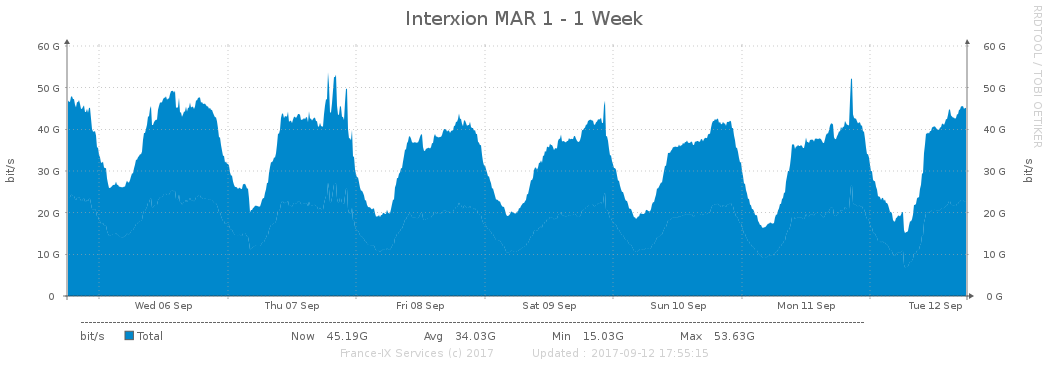 Interxion MAR 1 - 1 Week
RRDTOOL / TOBI OETIKER
bit/s
60 G
50 G
40 G
30 G
20 G
10 G
0
60 G
50 G
40 G
30 G
20 G
10 G
0 G
bit/s
Wed 06 Sep Thu 07 Sep Fri 08 Sep Sat 09 Sep Sun 10 Sep Mon 11 Sep Tue 12 Sep
bit/s Total Now 45.19G Avg 34.03G Min 15.03G Max 53.63G
France-IX Services (c) 2017 Updated : 2017-09-12 17:55:15